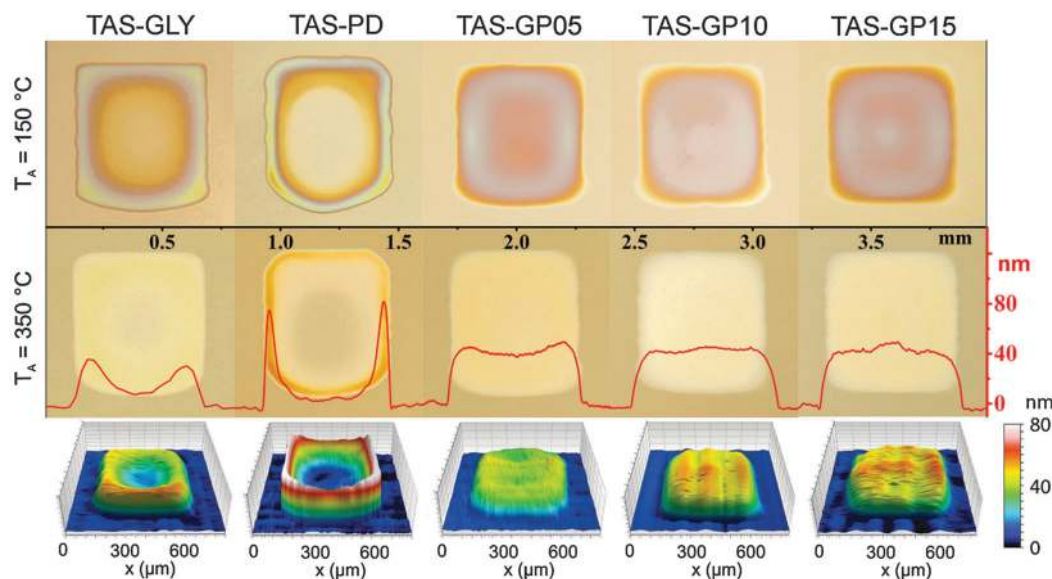 TAS-GLY TAS-PD TAS-GP05 TAS-GP10 TAS-GP15
T_A = 150 °C
0.5 1.0 1.5 2.0 2.5 3.0 3.5 mm
T_A = 350 °C
nm
80
40
0
nm
80
60
40
20
0
0 300 600 0 300 600 0 300 600 0 300 600 0 300 600
x (µm) x (µm) x (µm) x (µm) x (µm)